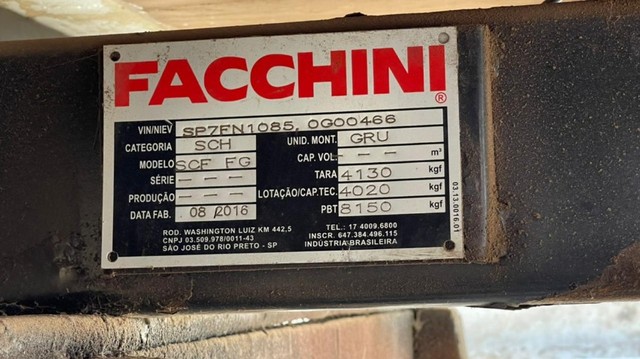 FACCHINI®
VIN/NIEV SP7FN1085.0G00466
CATEGORIA SCH UNID. MONT. GRU
MODELO SCF FG CAP. VOL. - - - m³
SÉRIE - - - TARA 4130 kgf
PRODUÇÃO - - - LOTAÇÃO/CAP.TEC. 4020 kgf
DATA FAB. 08/2016 PBT 8150 kgf
ROD. WASHINGTON LUIZ KM 442,5 TEL.: 17 4009.6800
CNPJ 03.509.978/0011-43 INSCR. 647.384.496.115
SÃO JOSÉ DO RIO PRETO - SP INDÚSTRIA BRASILEIRA
03.13.0016.01